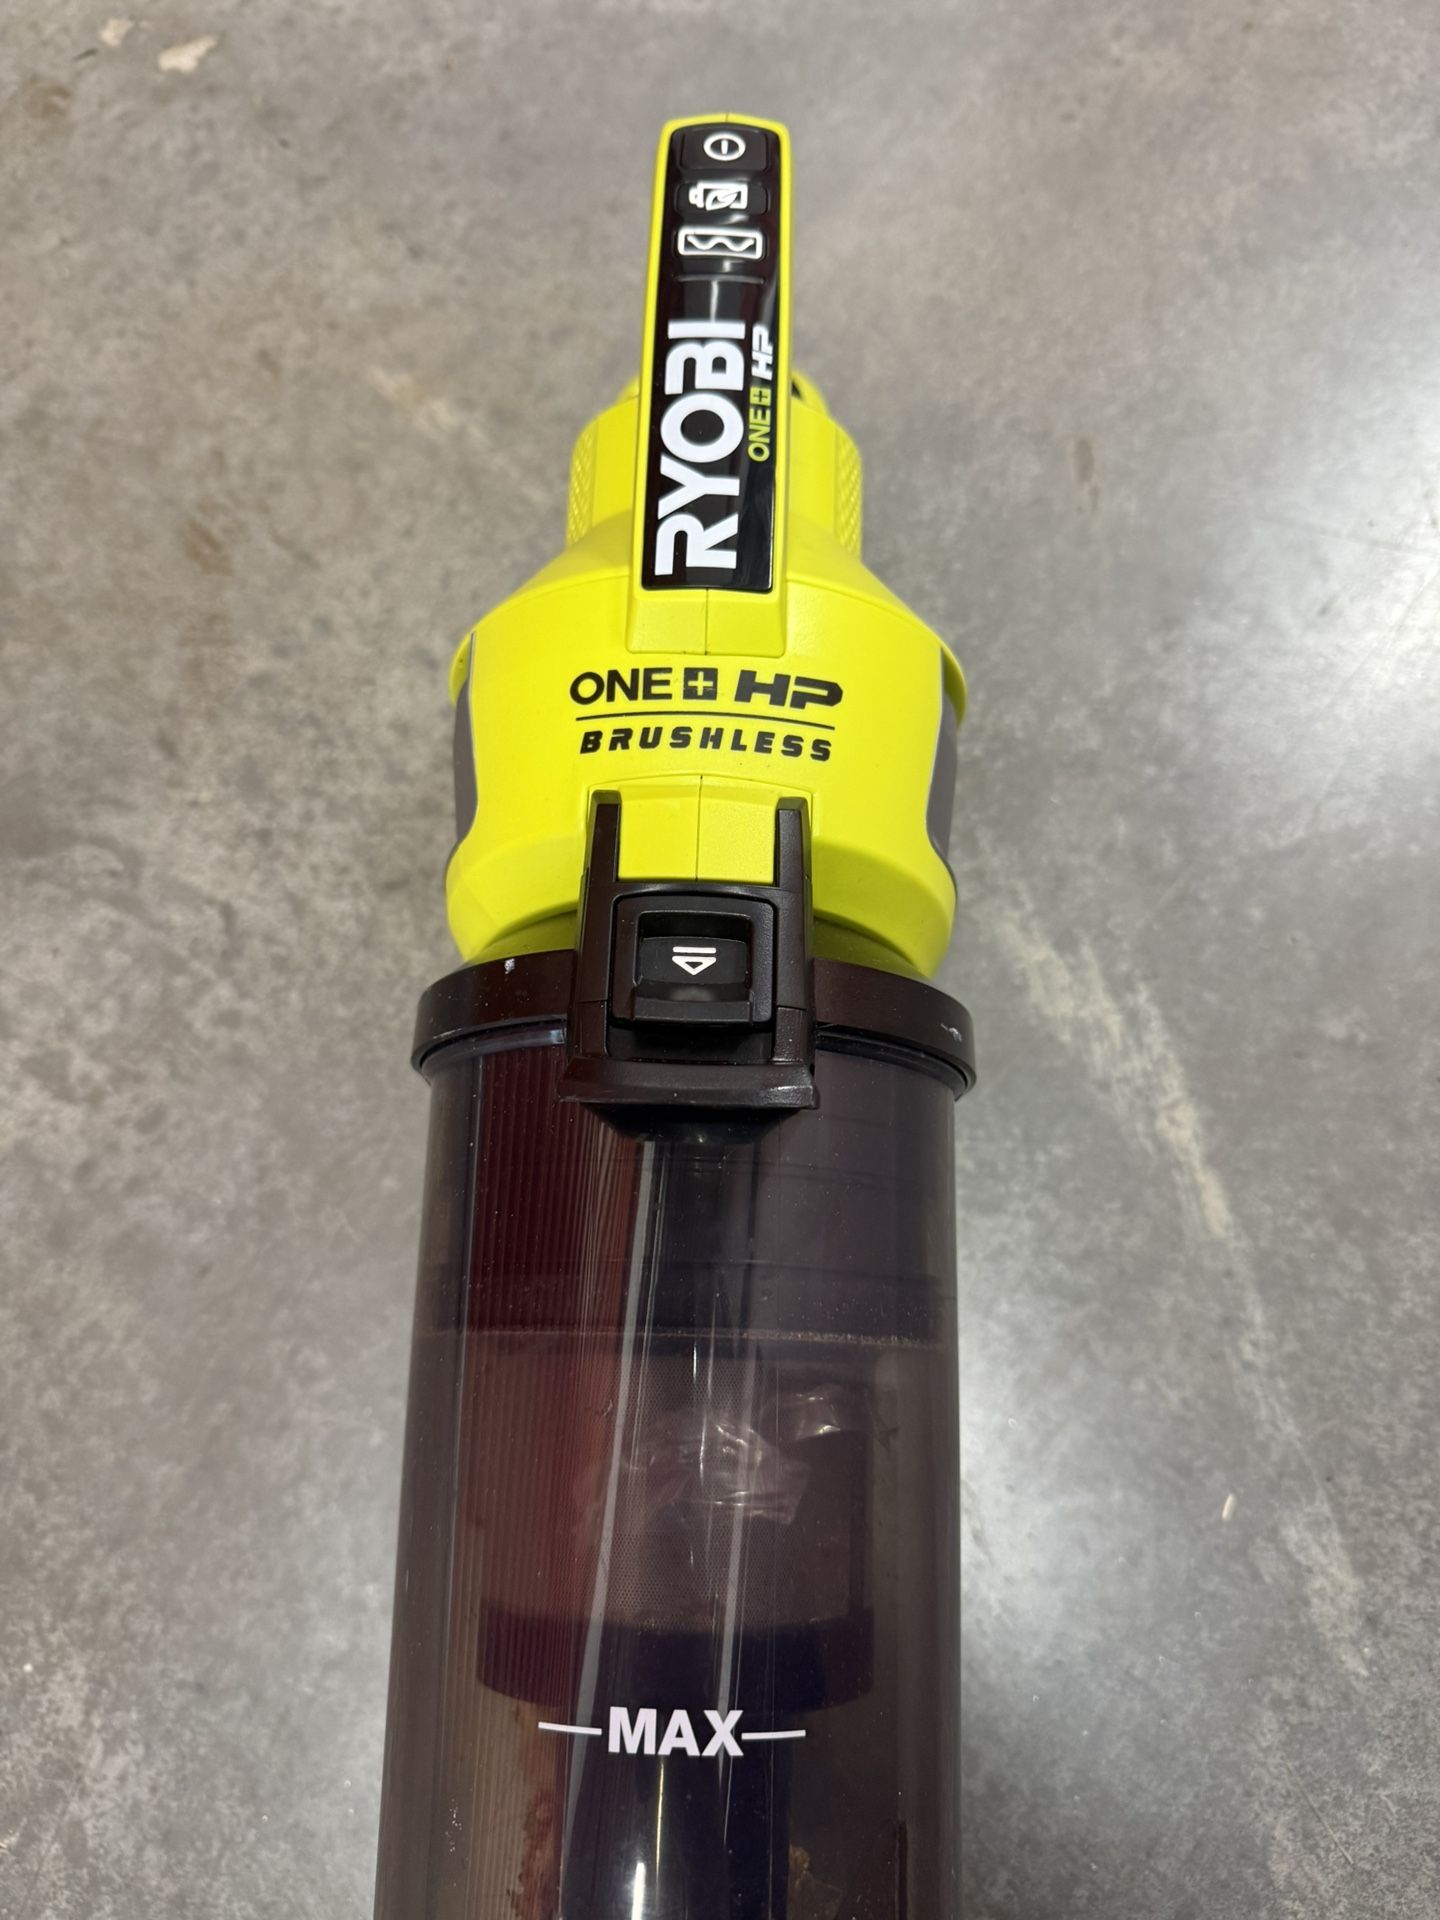 RYOBI
ONE+ HP
ONE+ HP
BRUSHLESS
MAX